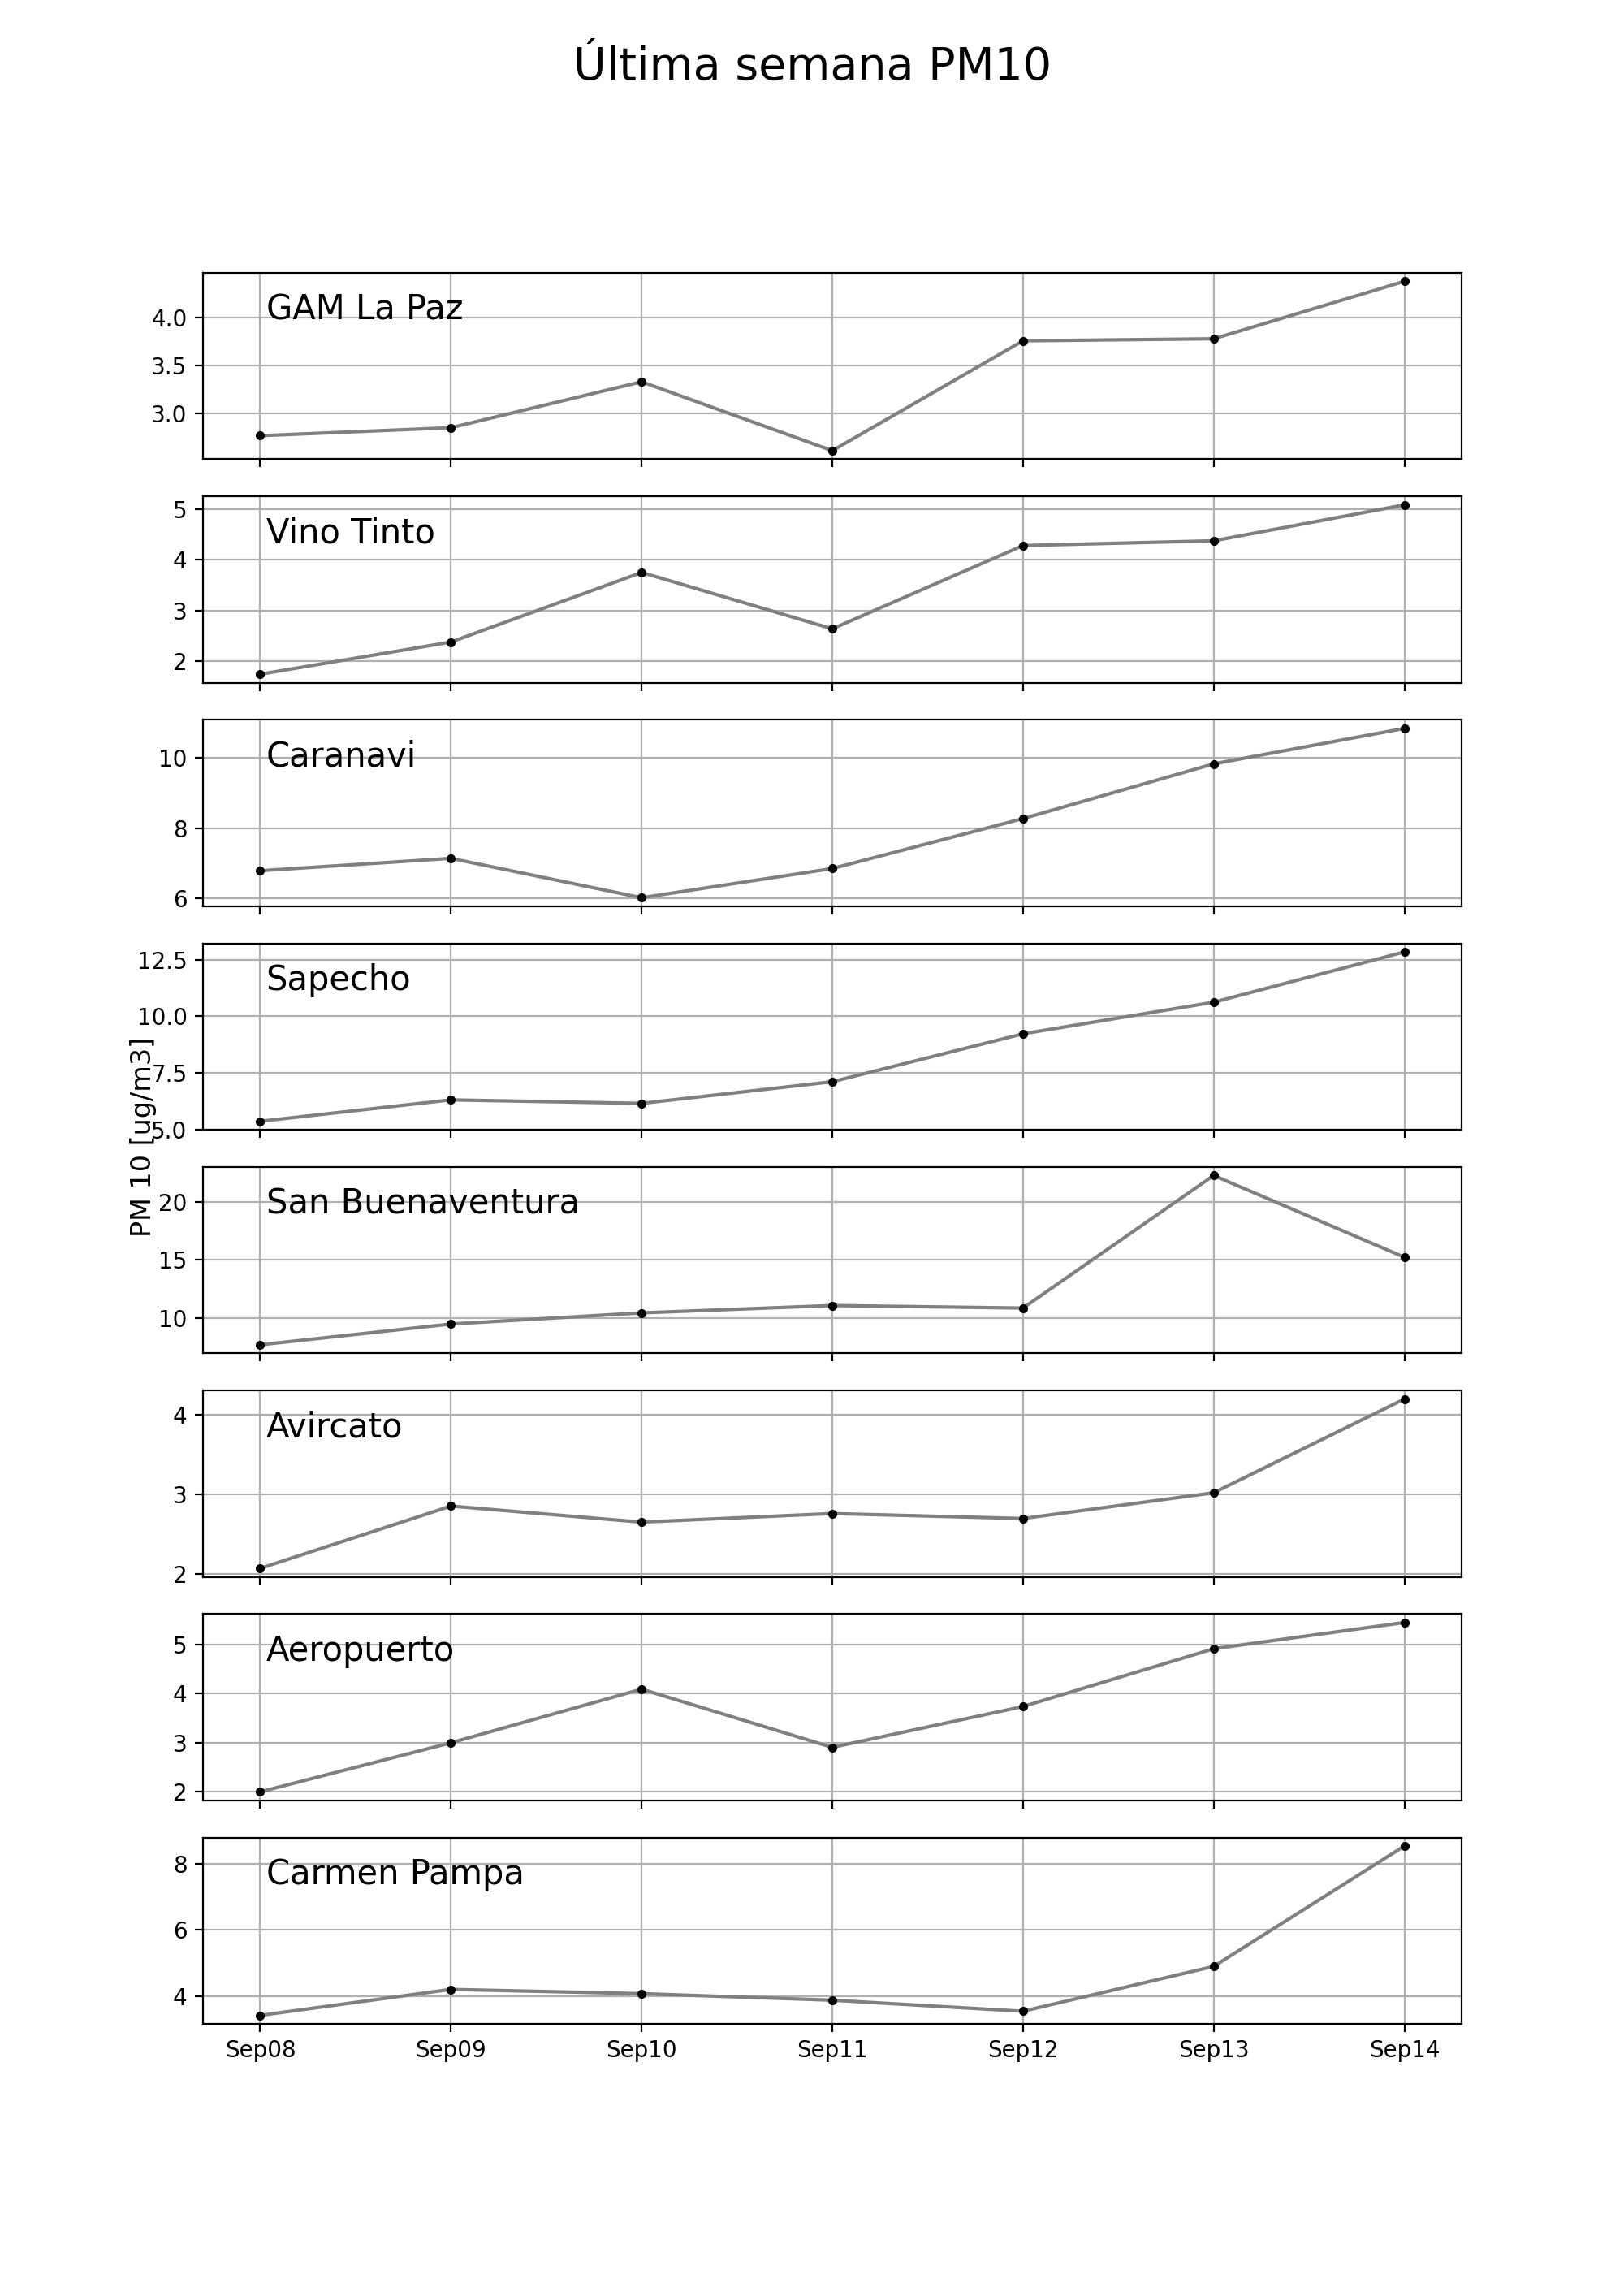 Última semana PM10
GAM La Paz
4.0
3.5
3.0
Vino Tinto
5
4
3
2
Caranavi
10
8
6
Sapecho
12.5
10.0
7.5
5.0
PM 10 [ug/m3]
San Buenaventura
20
15
10
Avircato
4
3
2
Aeropuerto
5
4
3
2
Carmen Pampa
8
6
4
Sep08 Sep09 Sep10 Sep11 Sep12 Sep13 Sep14